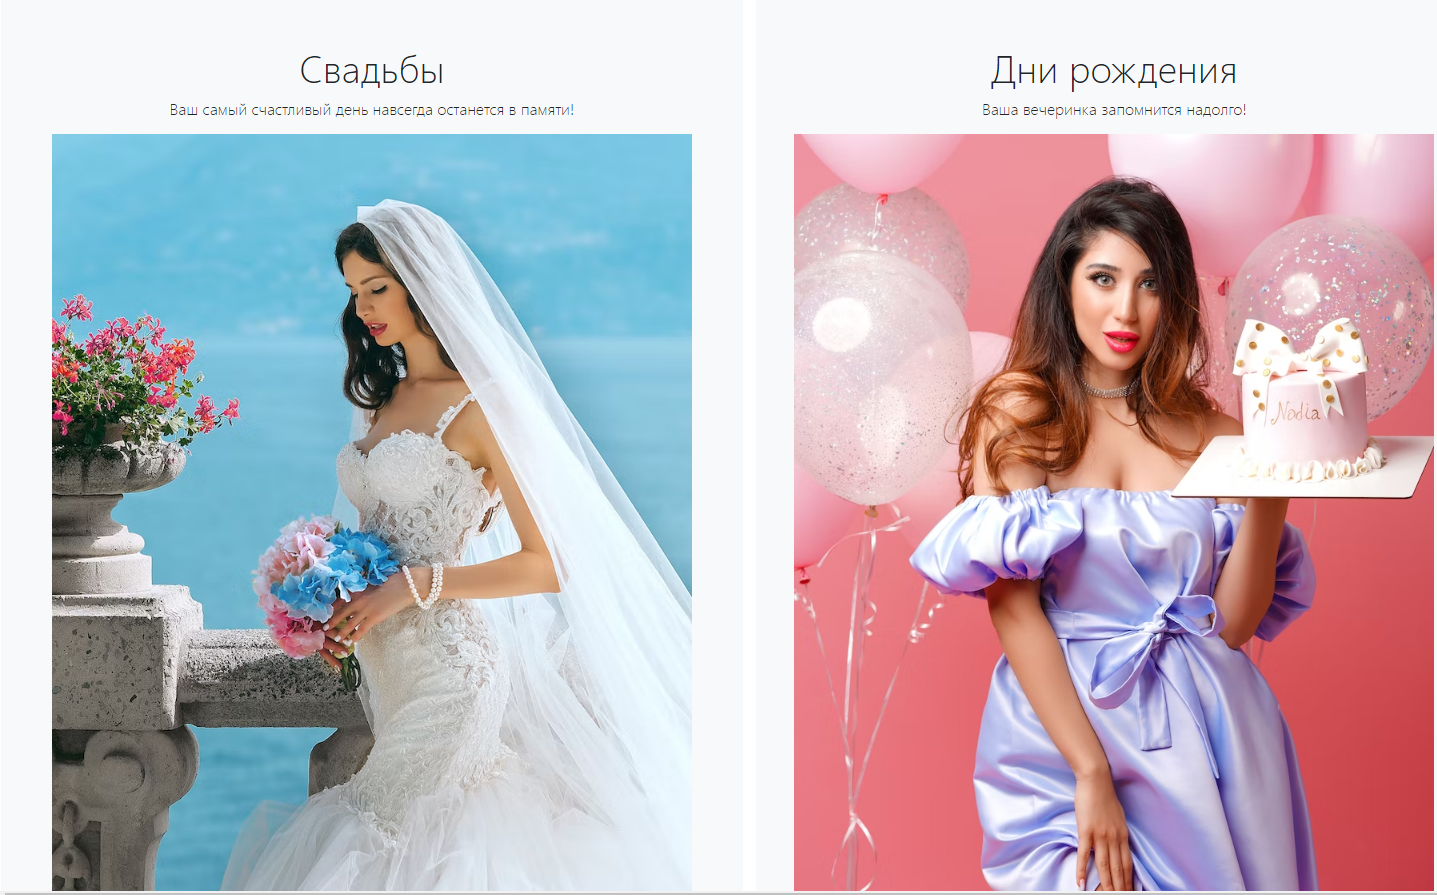 Свадьбы
Ваш самый счастливый день навсегда останется в памяти!
Дни рождения
Ваша вечеринка запомнится надолго!
Nadia